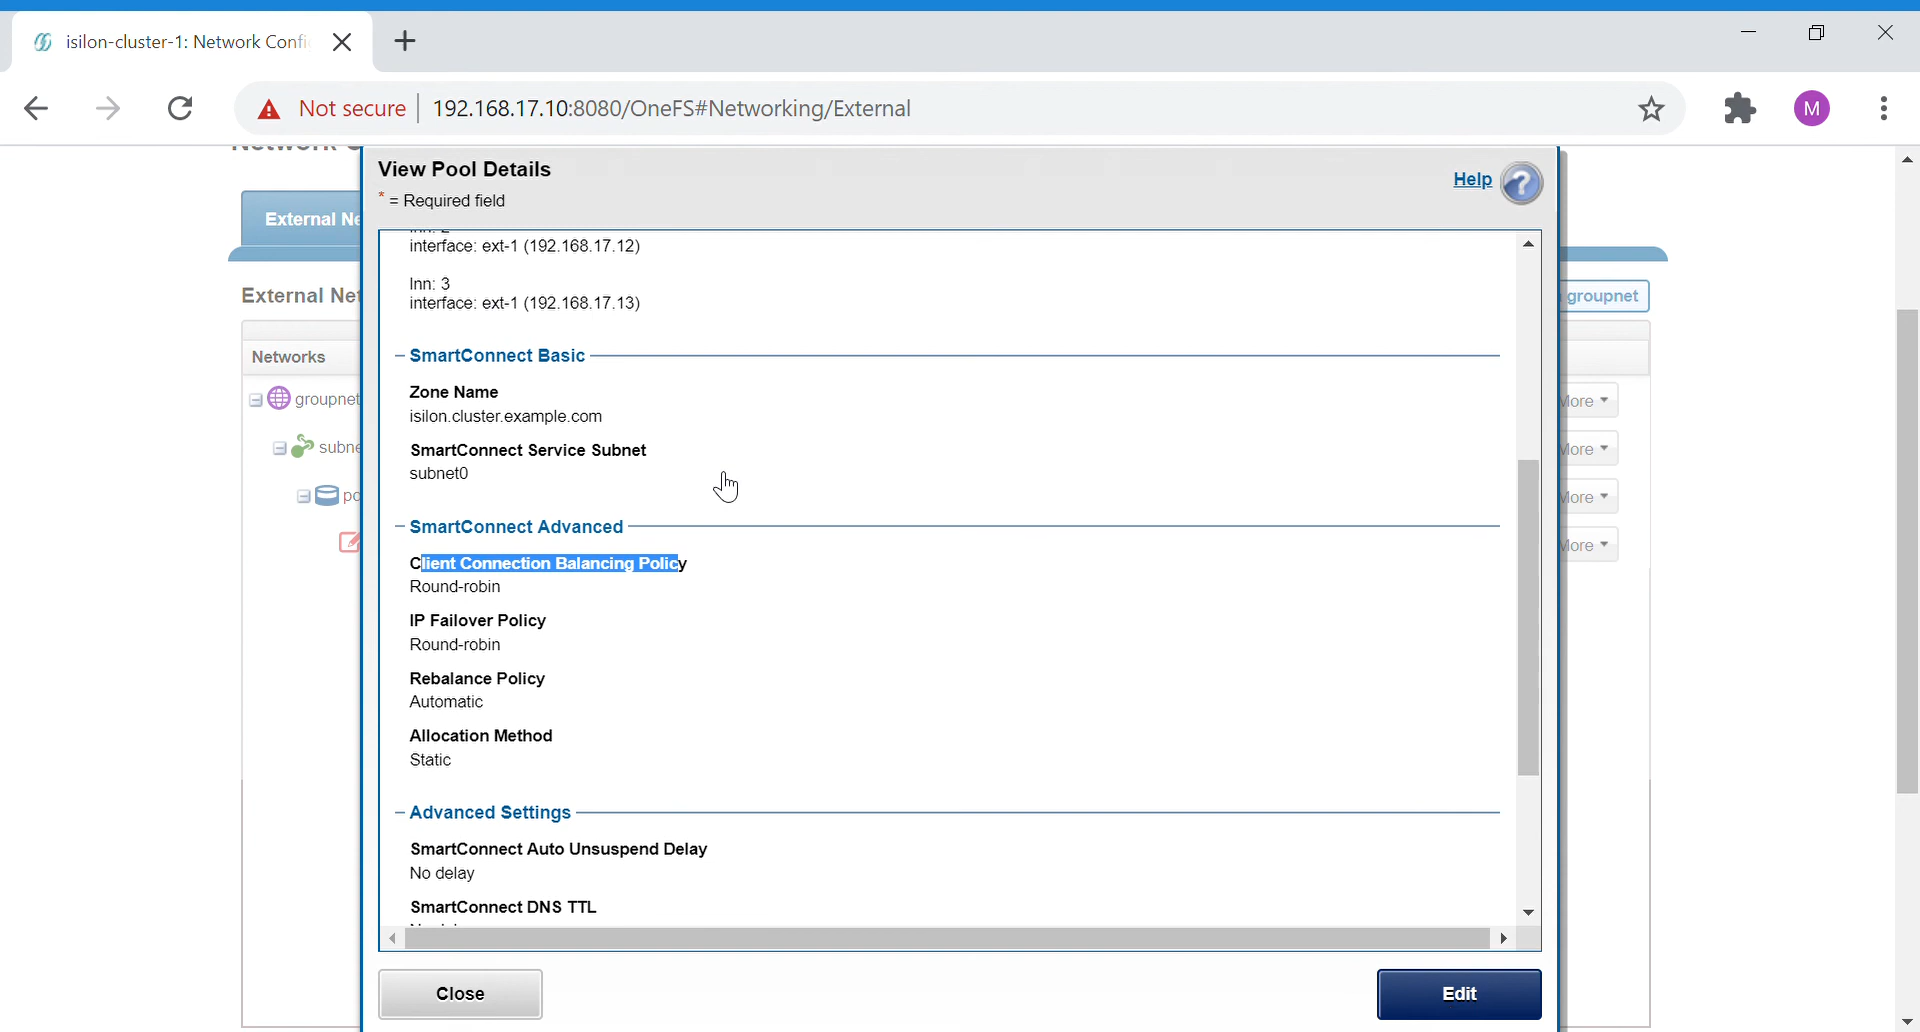 isilon-cluster-1: Network Confi
Not secure
192.168.17.10:8080/OneFS#Networking/External
M
View Pool Details
* = Required field
Help
?
External Ne
interface: ext-1 (192.168.17.12)
lnn: 3
interface: ext-1 (192.168.17.13)
External Net
groupnet
Networks
SmartConnect Basic
Zone Name
isilon.cluster.example.com
groupnet
More
SmartConnect Service Subnet
subnet0
subne
More
po
More
SmartConnect Advanced
More
Client Connection Balancing Policy
Round-robin
IP Failover Policy
Round-robin
Rebalance Policy
Automatic
Allocation Method
Static
Advanced Settings
SmartConnect Auto Unsuspend Delay
No delay
SmartConnect DNS TTL
Close
Edit